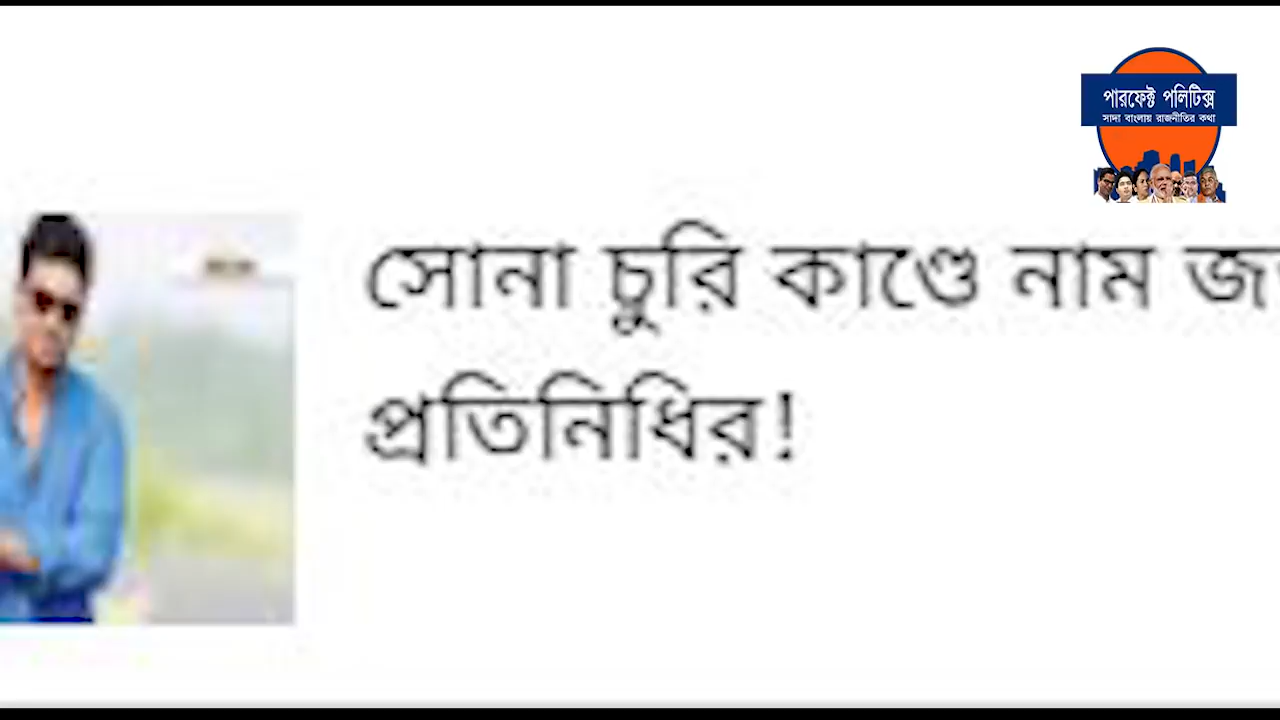 পারফেক্ট পলিটিক্স
সাদা বাংলায় রাজনীতির কথা
সোনা চুরি কাণ্ডে নাম
প্রতিনিধির!